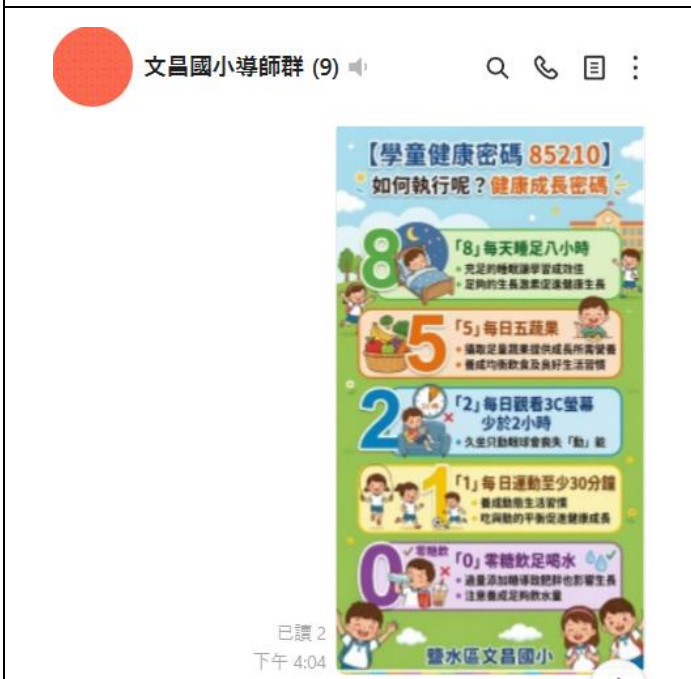 文昌國小導師群 (9)
【學童健康密碼 85210】
如何執行呢？健康成長密碼
8
「8」每天睡足八小時
• 充足的睡眠讓學習成效佳
• 足夠的生長激素促進健康生長
5
「5」每日五蔬果
• 攝取足量蔬果提供成長所需營養
• 養成均衡飲食及良好生活習慣
2
「2」每日觀看3C螢幕
少於2小時
• 久坐只動眼球會喪失「動」能
1
「1」每日運動至少30分鐘
• 養成動態生活習慣
• 吃與動的平衡促進健康成長
0
零糖飲
「0」零糖飲足喝水
• 過量添加糖導致肥胖也影響生長
• 注意養成足夠飲水量
已讀 2
下午 4:04
鹽水區文昌國小